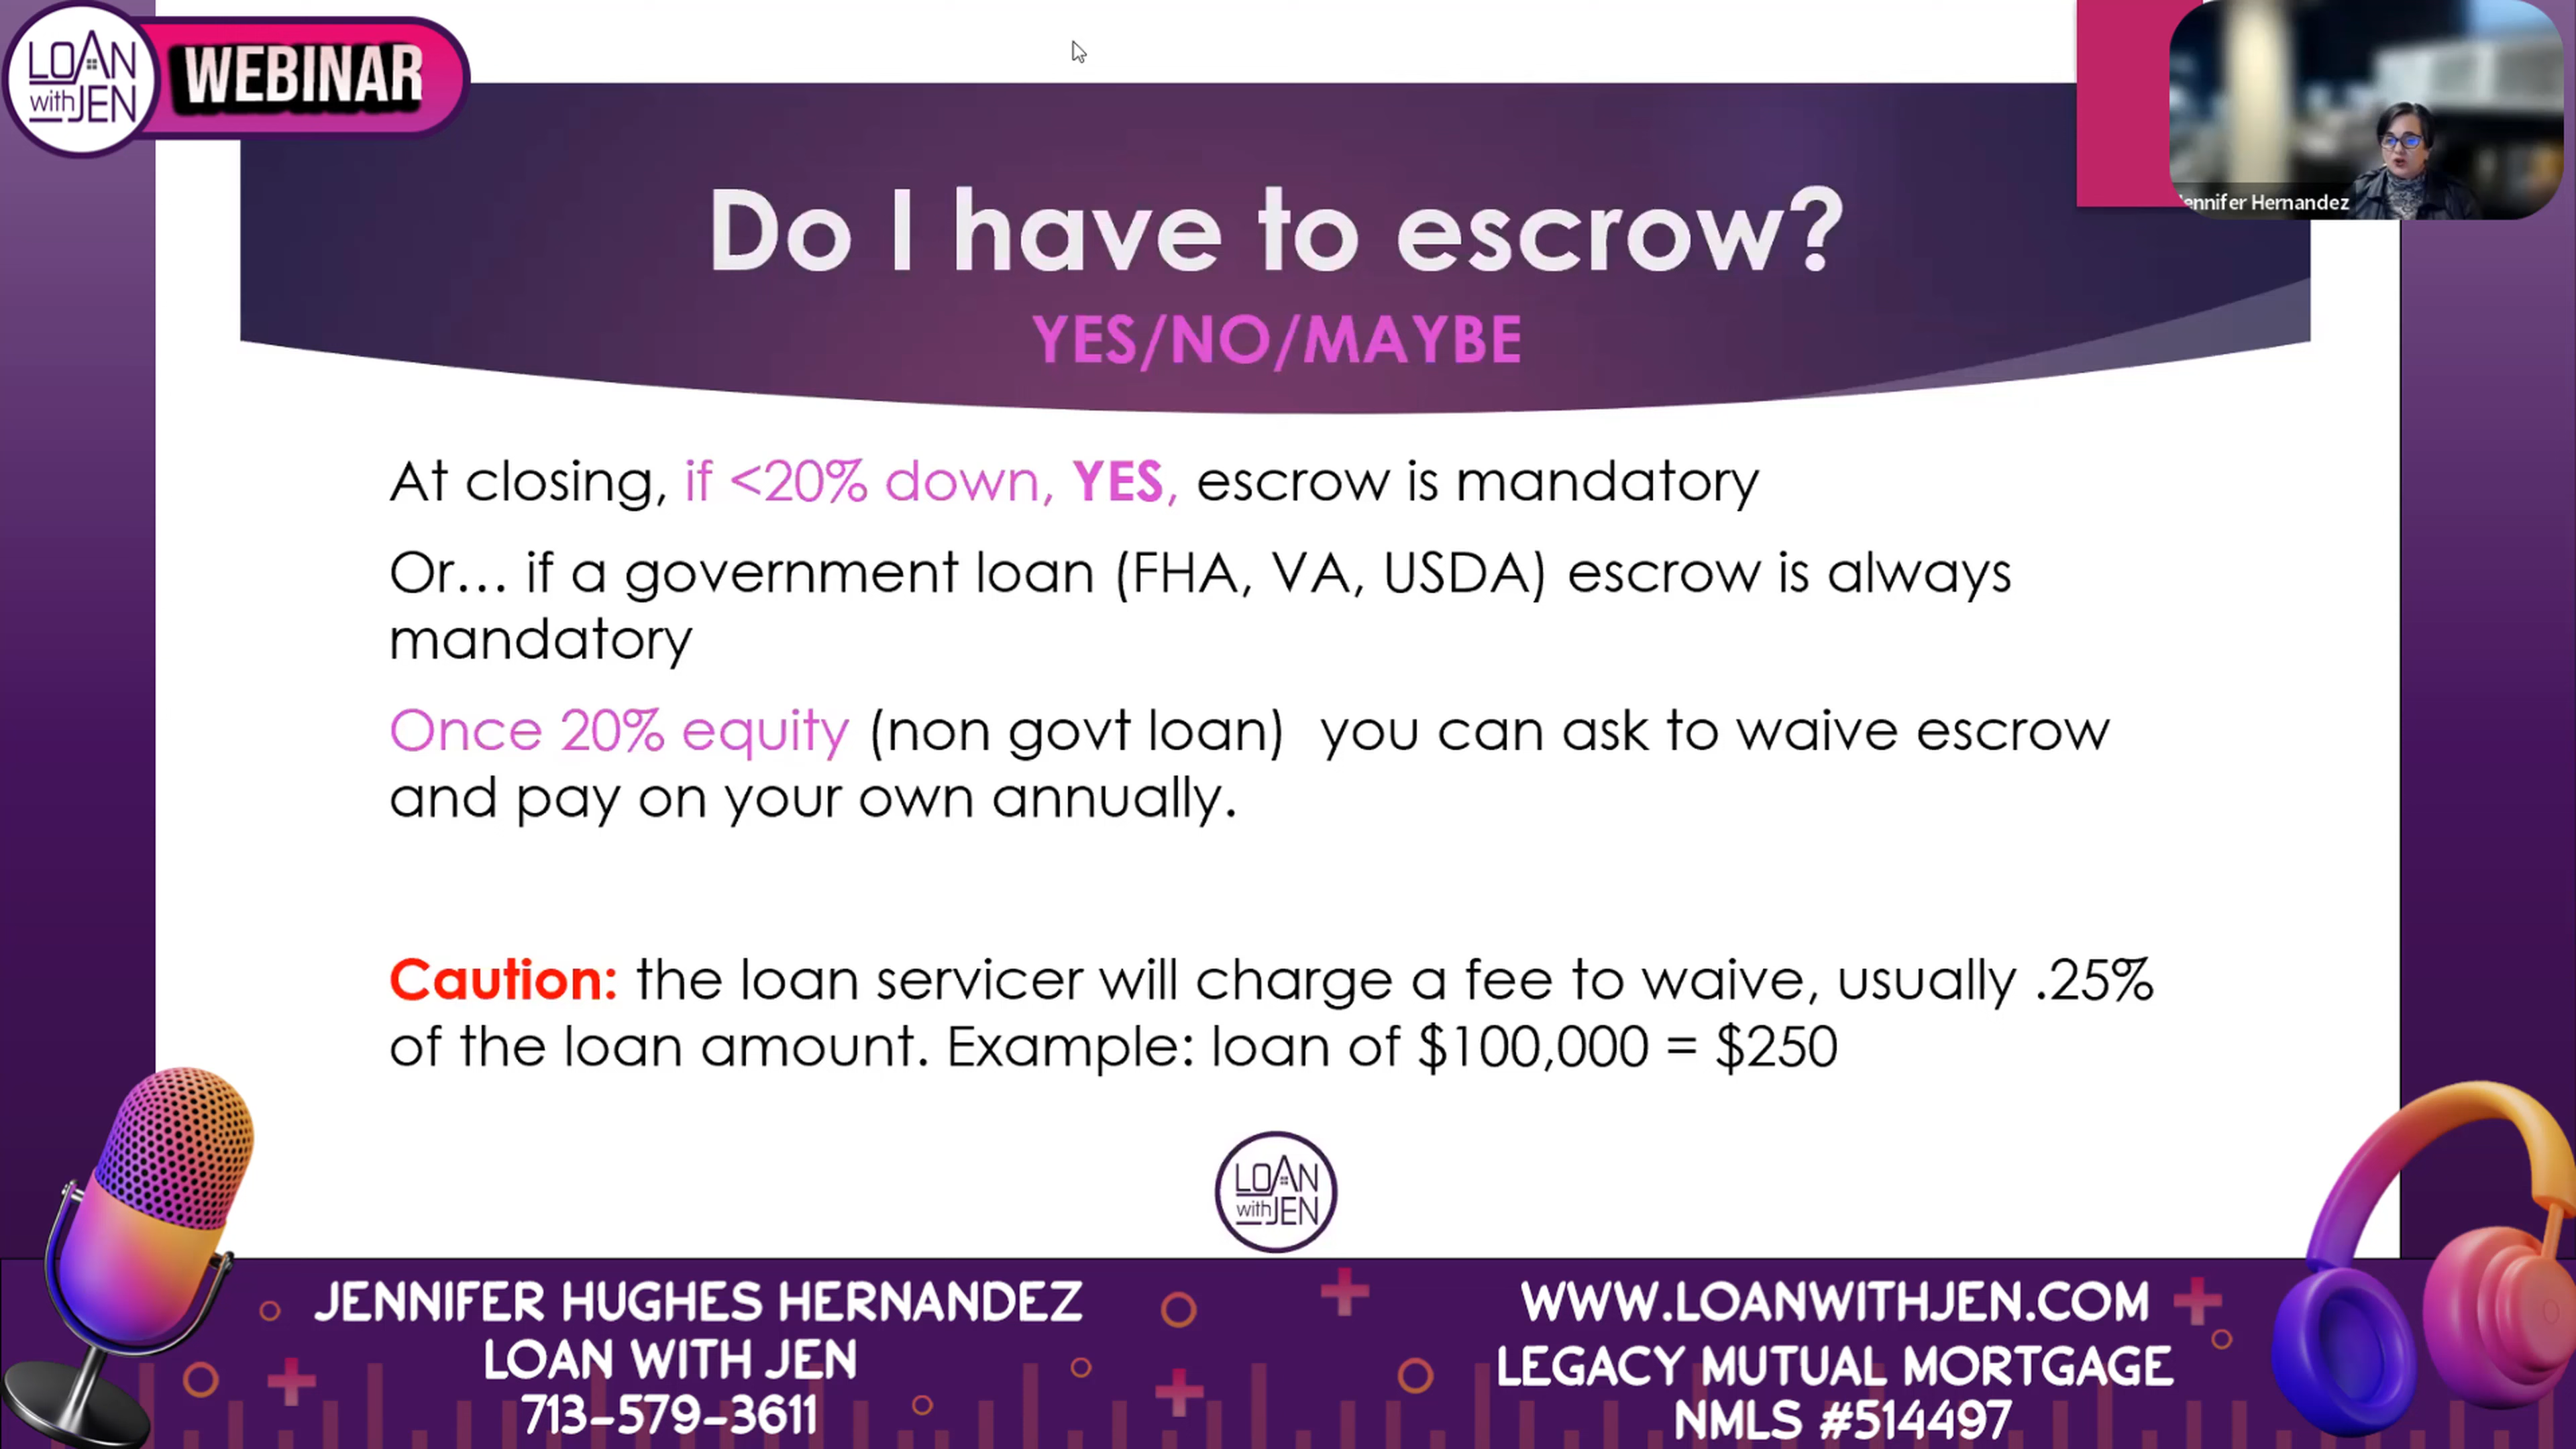 LOAN
with JEN
WEBINAR
ennifer Hernandez
Do I have to escrow?
YES/NO/MAYBE
At closing, if <20% down, YES, escrow is mandatory
Or... if a government loan (FHA, VA, USDA) escrow is always
mandatory
Once 20% equity (non govt loan)  you can ask to waive escrow
and pay on your own annually.
Caution: the loan servicer will charge a fee to waive, usually .25%
of the loan amount. Example: loan of $100,000 = $250
LOAN
with JEN
JENNIFER HUGHES HERNANDEZ
LOAN WITH JEN
713-579-3611
WWW.LOANWITHJEN.COM
LEGACY MUTUAL MORTGAGE
NMLS #514497